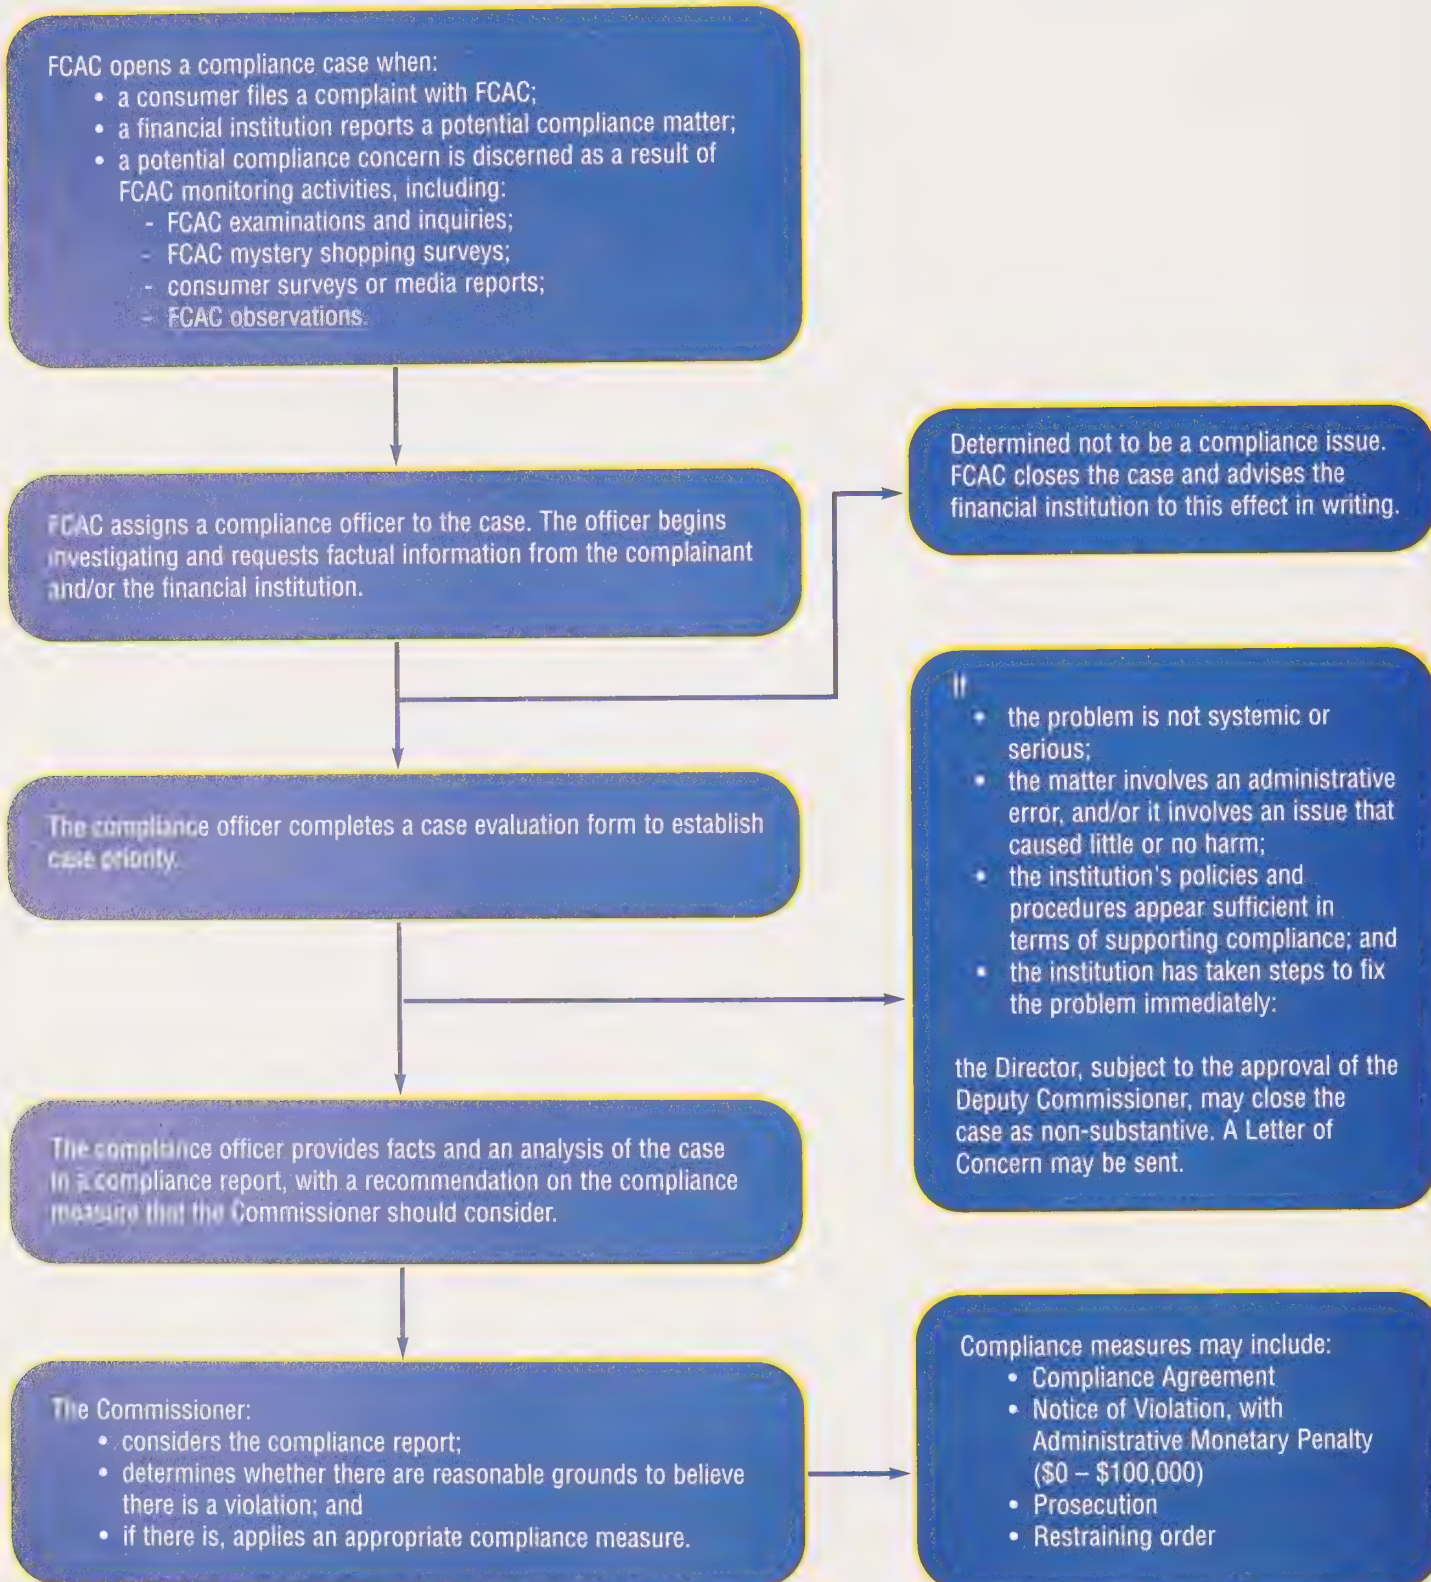 FCAC opens a compliance case when:
• a consumer files a complaint with FCAC;
• a financial institution reports a potential compliance matter;
• a potential compliance concern is discerned as a result of
FCAC monitoring activities, including:
- FCAC examinations and inquiries;
- FCAC mystery shopping surveys;
- consumer surveys or media reports;
- FCAC observations.
FCAC assigns a compliance officer to the case. The officer begins
investigating and requests factual information from the complainant
and/or the financial institution.
Determined not to be a compliance issue.
FCAC closes the case and advises the
financial institution to this effect in writing.
The compliance officer completes a case evaluation form to establish
case priority.
If
• the problem is not systemic or
serious;
• the matter involves an administrative
error, and/or it involves an issue that
caused little or no harm;
• the institution's policies and
procedures appear sufficient in
terms of supporting compliance; and
• the institution has taken steps to fix
the problem immediately:
the Director, subject to the approval of the
Deputy Commissioner, may close the
case as non-substantive. A Letter of
Concern may be sent.
The compliance officer provides facts and an analysis of the case
in a compliance report, with a recommendation on the compliance
measure that the Commissioner should consider.
The Commissioner:
• considers the compliance report;
• determines whether there are reasonable grounds to believe
there is a violation; and
• if there is, applies an appropriate compliance measure.
Compliance measures may include:
• Compliance Agreement
• Notice of Violation, with
Administrative Monetary Penalty
($0 – $100,000)
• Prosecution
• Restraining order